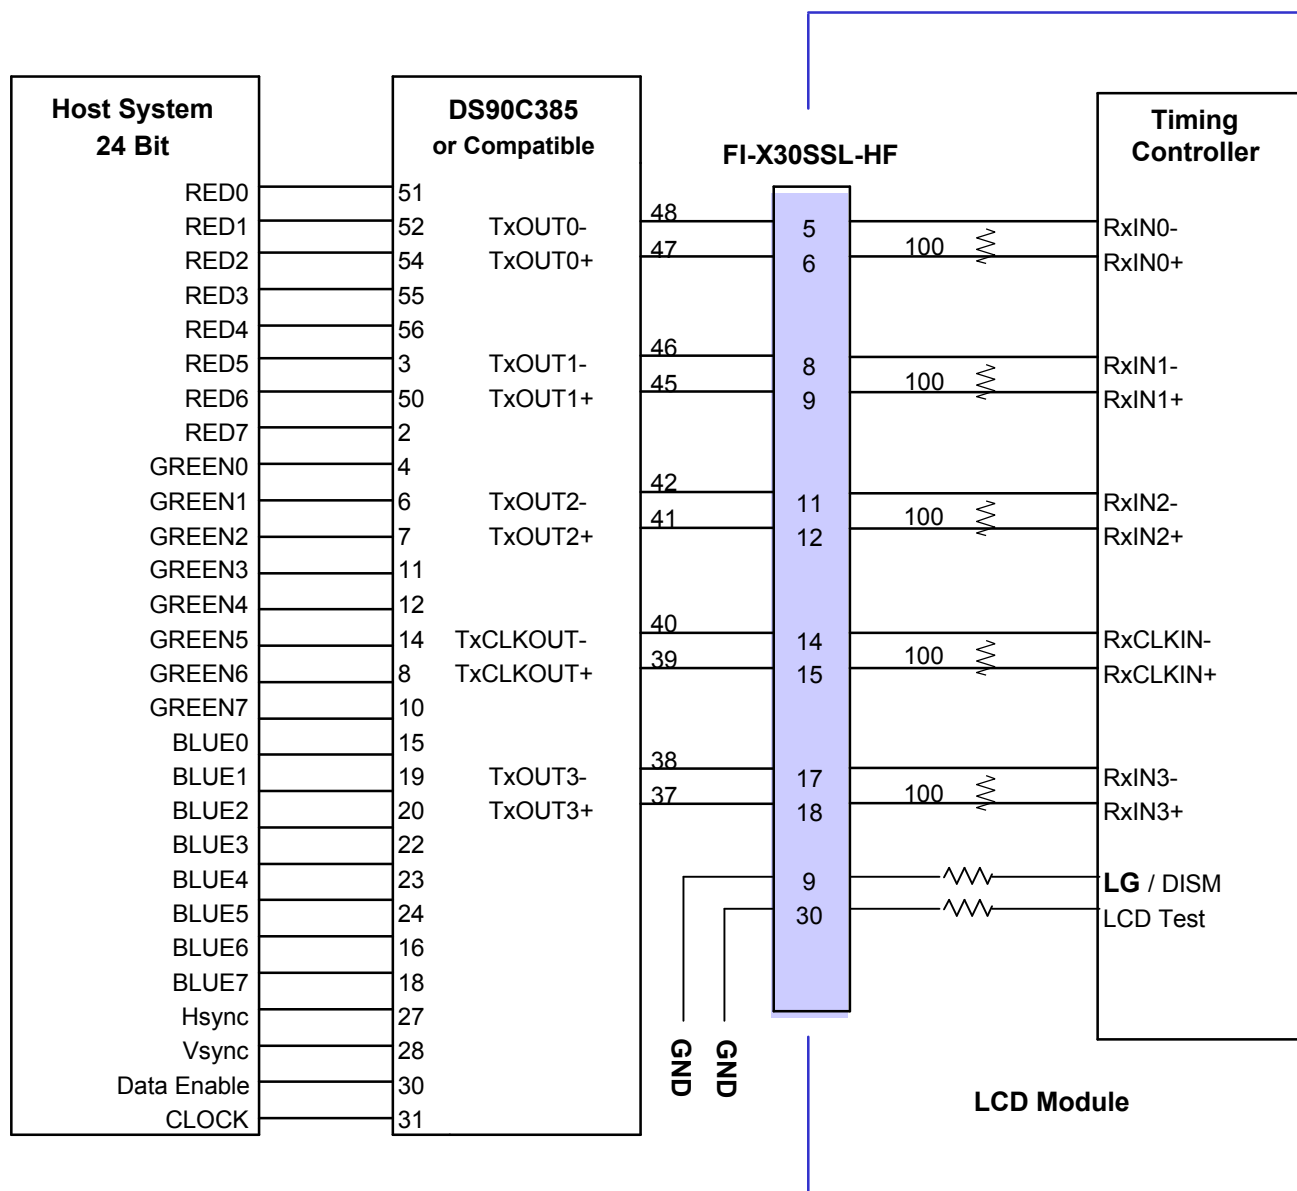 Host System
24 Bit
DS90C385
or Compatible
FI-X30SSL-HF
Timing
Controller
RED0 51
RED1 52 TxOUT0- 48 5 RxIN0-
RED2 54 TxOUT0+ 47 6 100 RxIN0+
RED3 55
RED4 56
RED5 3 TxOUT1- 46 8 RxIN1-
RED6 50 TxOUT1+ 45 9 100 RxIN1+
RED7 2
GREEN0 4
GREEN1 6 TxOUT2- 42 11 RxIN2-
GREEN2 7 TxOUT2+ 41 12 100 RxIN2+
GREEN3 11
GREEN4 12
GREEN5 14 TxCLKOUT- 40 14 RxCLKIN-
GREEN6 8 TxCLKOUT+ 39 15 100 RxCLKIN+
GREEN7 10
BLUE0 15
BLUE1 19 TxOUT3- 38 17 RxIN3-
BLUE2 20 TxOUT3+ 37 18 100 RxIN3+
BLUE3 22
BLUE4 23 9 LG / DISM
BLUE5 24 30 LCD Test
BLUE6 16
BLUE7 18
Hsync 27
Vsync 28
Data Enable 30
CLOCK 31
GND
GND
LCD Module